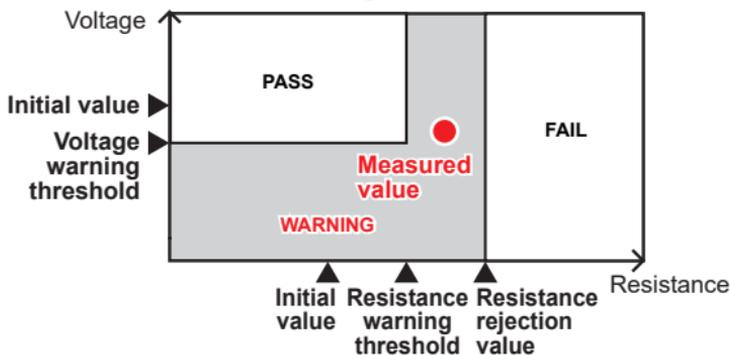 Voltage
PASS
Initial value
FAIL
Voltage
warning
threshold
Measured
value
WARNING
Resistance
Initial
value
Resistance
warning
threshold
Resistance
rejection
value